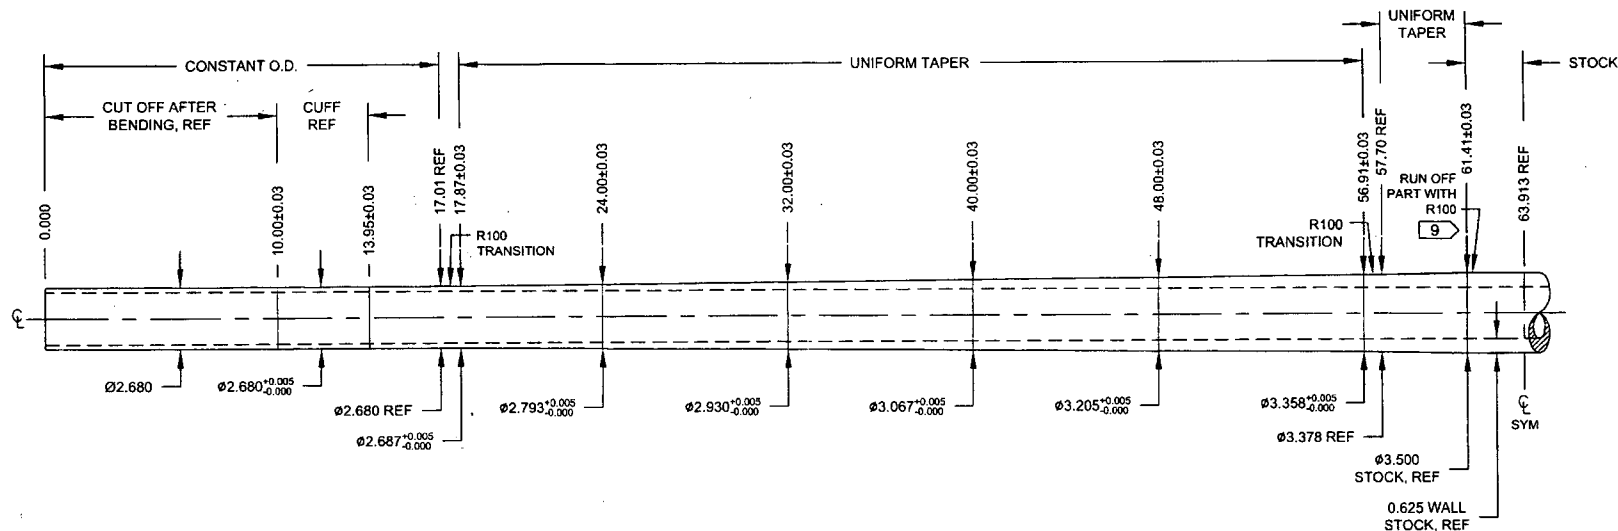 UNIFORM
TAPER
CONSTANT O.D.
UNIFORM TAPER
STOCK
CUT OFF AFTER
BENDING, REF
CUFF
REF
0.000
10.00±0.03
13.95±0.03
17.01 REF
17.87±0.03
24.00±0.03
32.00±0.03
40.00±0.03
48.00±0.03
56.91±0.03
57.70 REF
61.41±0.03
63.913 REF
R100
TRANSITION
R100
TRANSITION
RUN OFF
PART WITH
R100
9
℄
Ø2.680
Ø2.680+0.005
-0.000
Ø2.680 REF
Ø2.687+0.005
-0.000
Ø2.793+0.005
-0.000
Ø2.930+0.005
-0.000
Ø3.067+0.005
-0.000
Ø3.205+0.005
-0.000
Ø3.358+0.005
-0.000
Ø3.378 REF
Ø3.500
STOCK, REF
0.625 WALL
STOCK, REF
℄
SYM